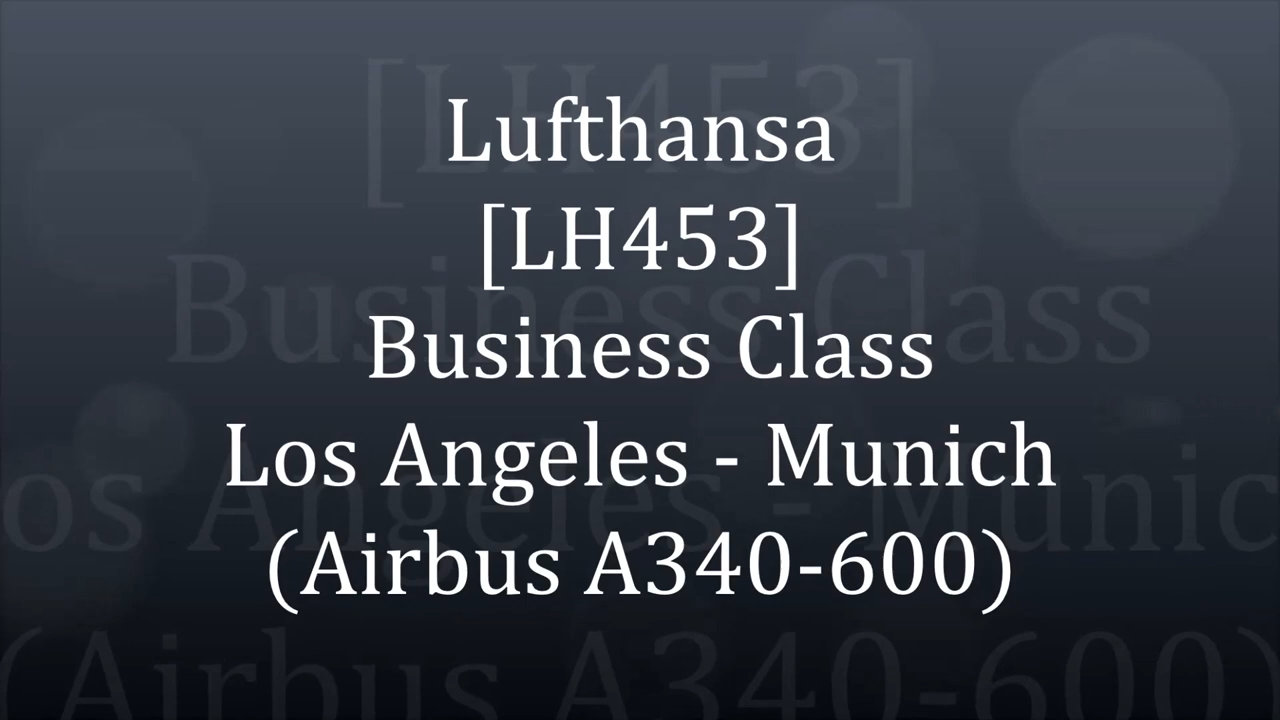 Lufthansa
[LH453]
Business Class
Los Angeles - Munich
(Airbus A340-600)